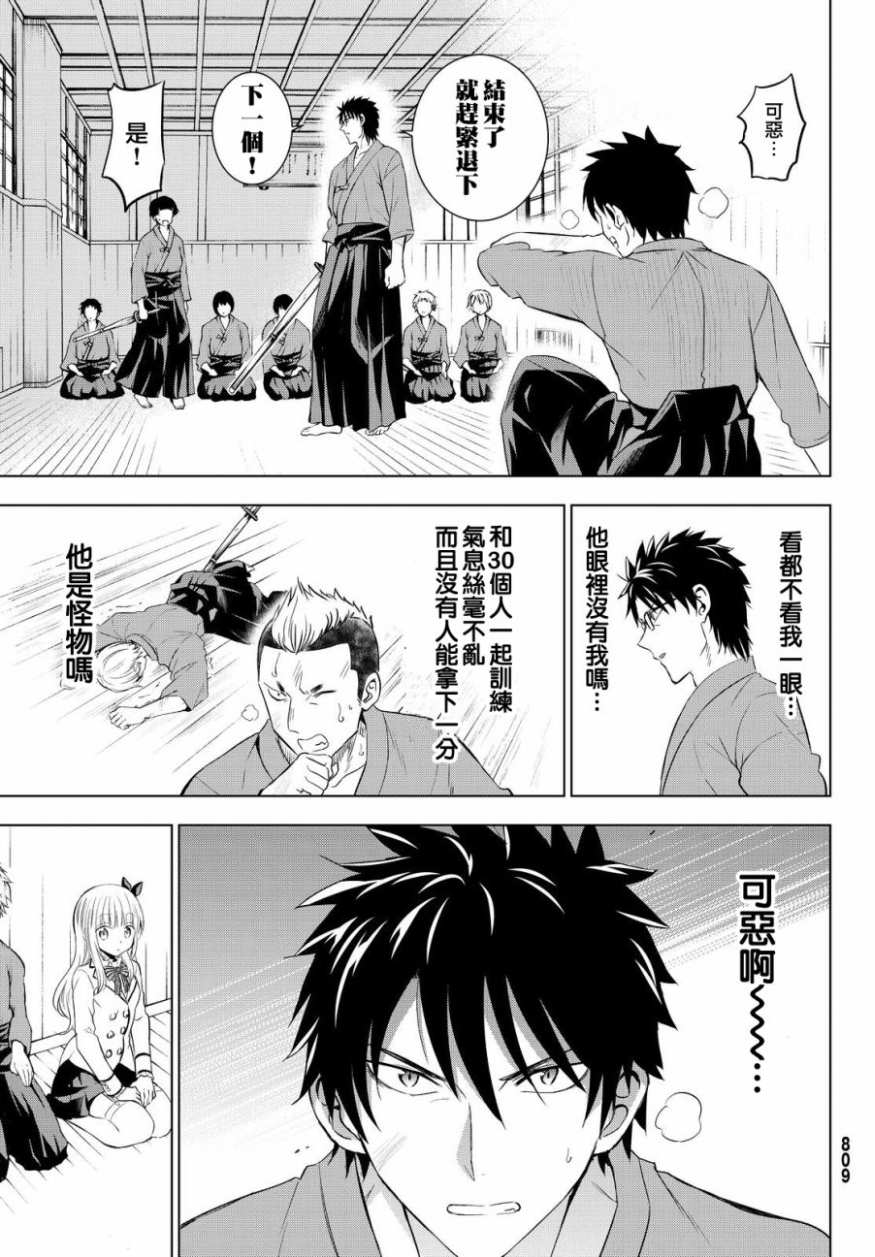 可惡…
結束了
就趕緊退下
下一個！
是！
看都不看我一眼…
他眼裡沒有我嗎…
和30個人一起訓練
氣息絲毫不亂
而且沒有人能拿下一分
他是怪物嗎
可惡啊~~~~…
809